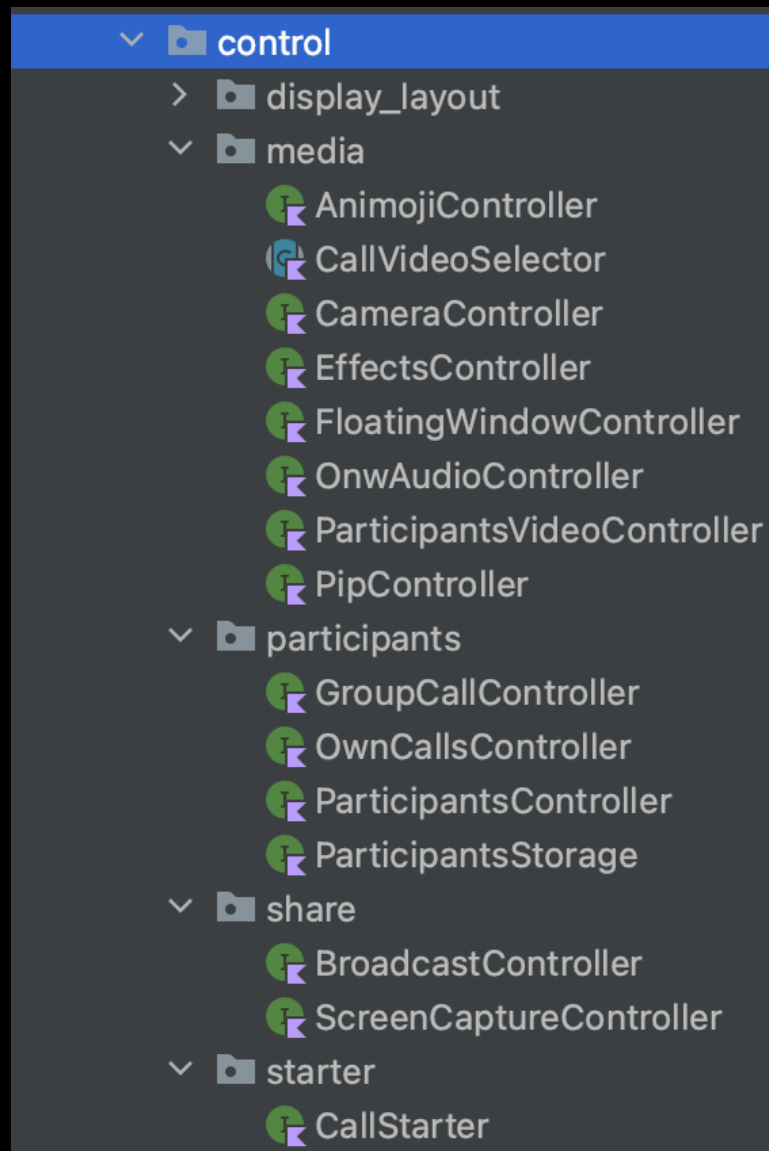 control
display_layout
media
AnimojiController
CallVideoSelector
CameraController
EffectsController
FloatingWindowController
OnwAudioController
ParticipantsVideoController
PipController
participants
GroupCallController
OwnCallsController
ParticipantsController
ParticipantsStorage
share
BroadcastController
ScreenCaptureController
starter
CallStarter